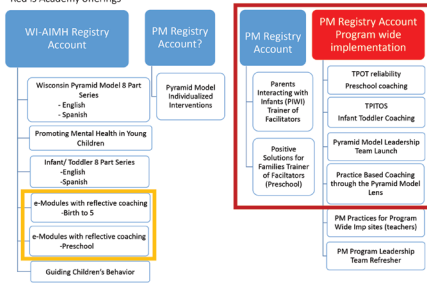 Red is Academy offerings
WI-AIMH Registry
Account
Wisconsin Pyramid Model 8 Part
Series
- English
- Spanish
Promoting Mental Health in Young
Children
Infant/ Toddler 8 Part Series
- English
- Spanish
e-Modules with reflective coaching
-Birth to 5
e-Modules with reflective coaching
-Preschool
Guiding Children's Behavior
PM Registry
Account?
Pyramid Model
Individualized
Interventions
PM Registry
Account
Parents
Interacting with
Infants (PIWI)
Trainer of
Facilitators
Positive
Solutions for
Families Trainer
of Faciltators
(Preschool)
PM Registry Account
Program wide
implementation
TPOT reliability
Preschool coaching
TPITOS
Infant Toddler Coaching
Pyramid Model Leadership
Team Launch
Practice Based Coaching
through the Pyramid Model
Lens
PM Practices for Program
Wide Imp sites (teachers)
PM Program Leadership
Team Refresher